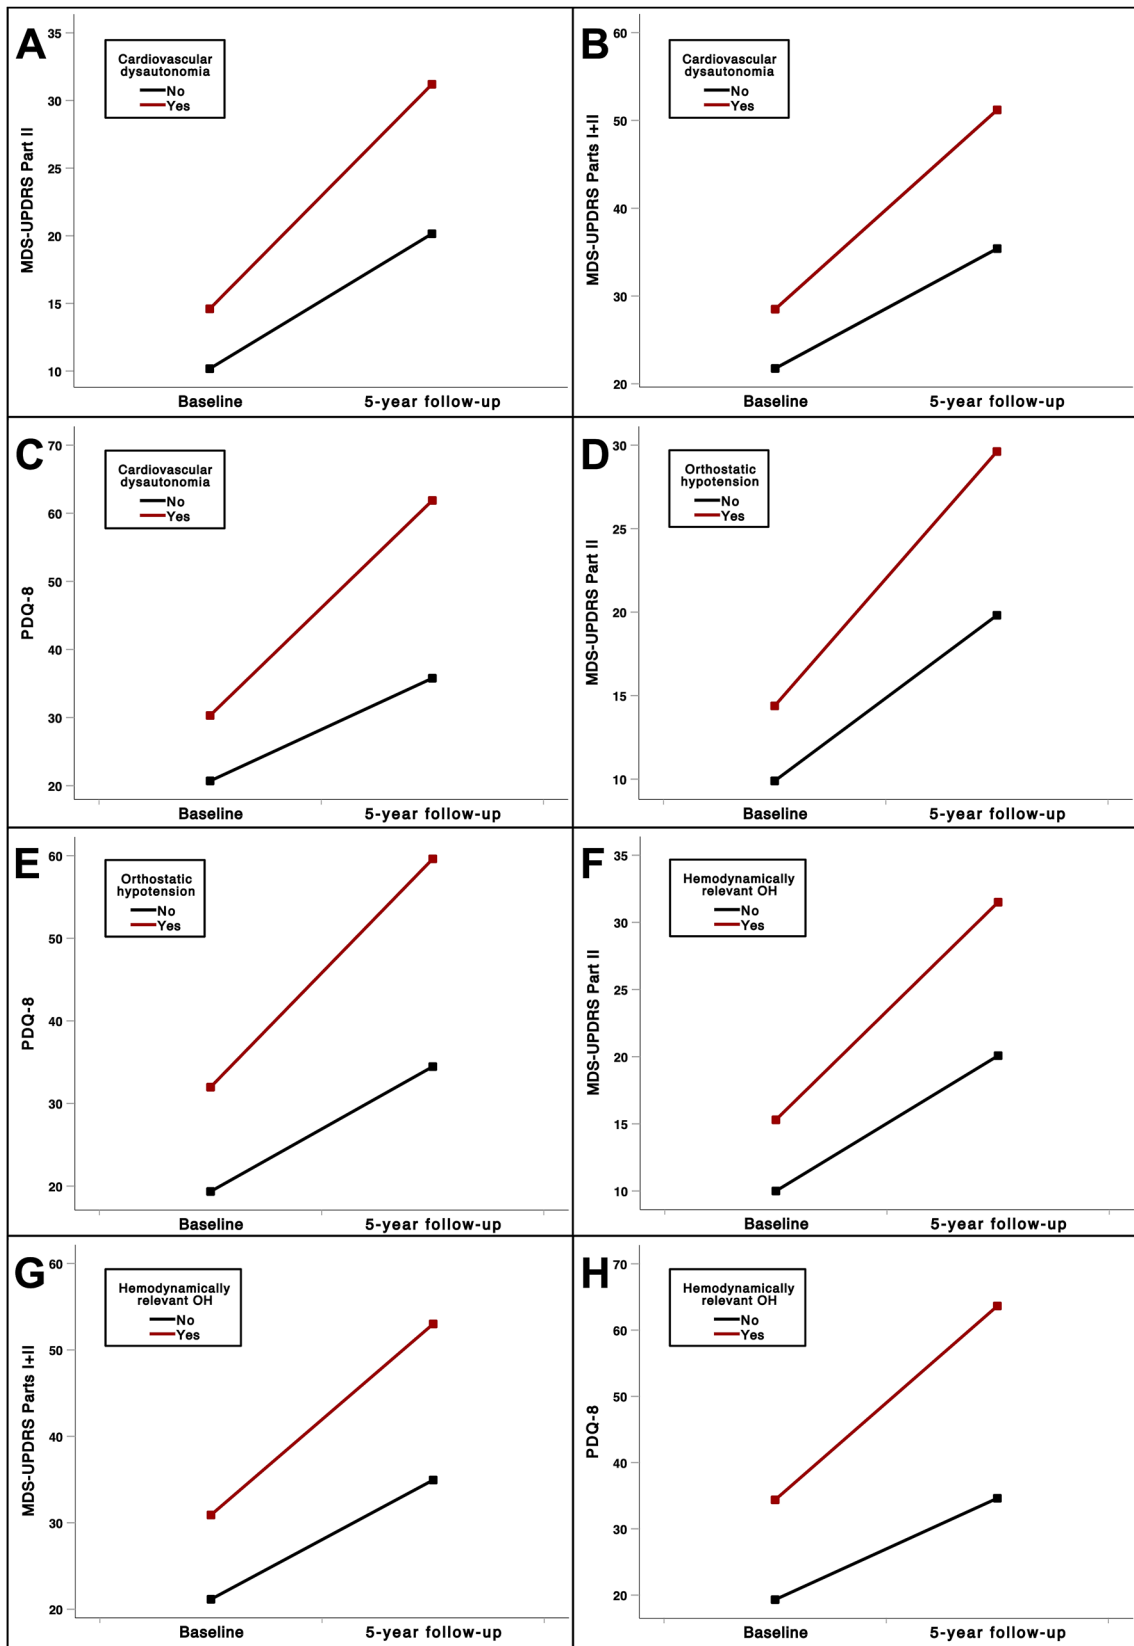 A
MDS-UPDRS Part II
35
30
25
20
15
10
Cardiovascular
dysautonomia
No
Yes
Baseline
5-year follow-up
B
MDS-UPDRS Parts I+II
60
50
40
30
20
Cardiovascular
dysautonomia
No
Yes
Baseline
5-year follow-up
C
PDQ-8
70
60
50
40
30
20
Cardiovascular
dysautonomia
No
Yes
Baseline
5-year follow-up
D
MDS-UPDRS Part II
30
25
20
15
10
Orthostatic
hypotension
No
Yes
Baseline
5-year follow-up
E
PDQ-8
60
50
40
30
20
Orthostatic
hypotension
No
Yes
Baseline
5-year follow-up
F
MDS-UPDRS Part II
35
30
25
20
15
10
Hemodynamically
relevant OH
No
Yes
Baseline
5-year follow-up
G
MDS-UPDRS Parts I+II
60
50
40
30
20
Hemodynamically
relevant OH
No
Yes
Baseline
5-year follow-up
H
PDQ-8
70
60
50
40
30
20
Hemodynamically
relevant OH
No
Yes
Baseline
5-year follow-up